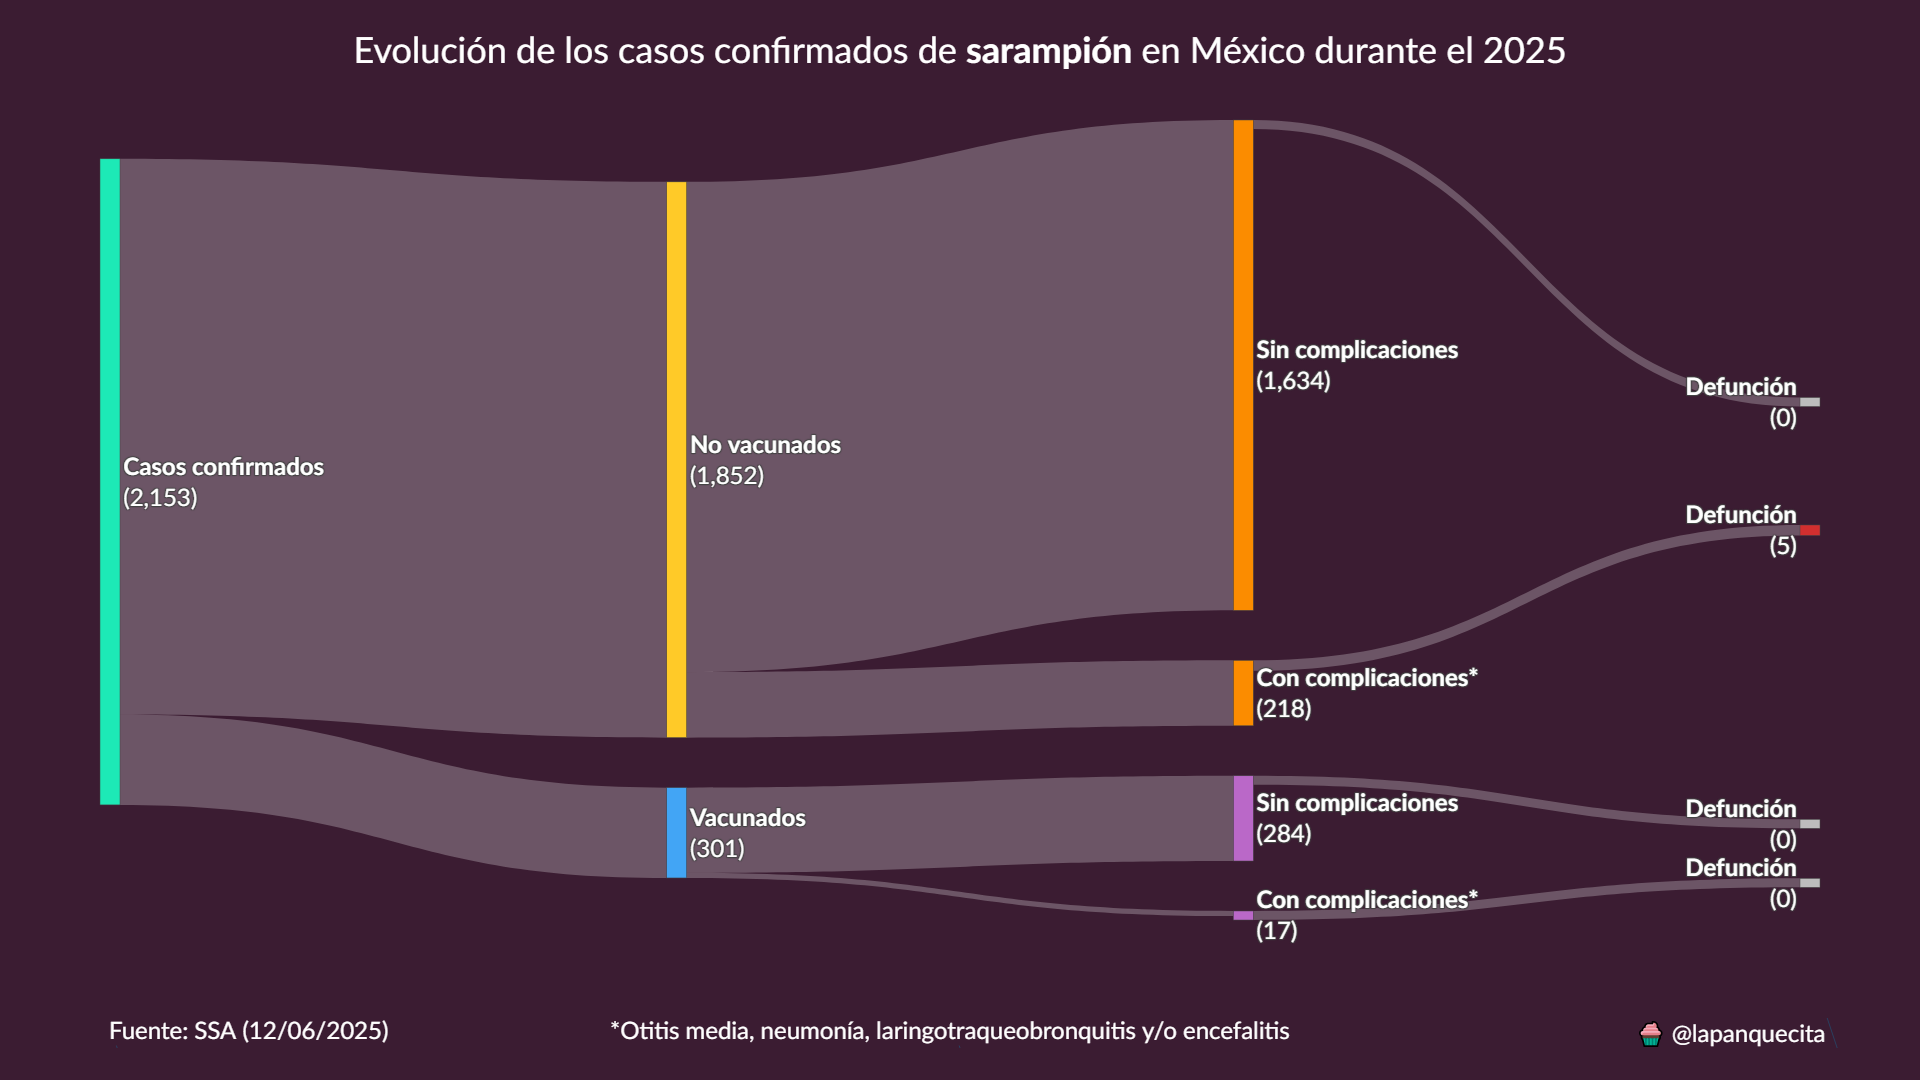 Evolución de los casos confirmados de sarampión en México durante el 2025
Casos confirmados
(2,153)
No vacunados
(1,852)
Vacunados
(301)
Sin complicaciones
(1,634)
Con complicaciones*
(218)
Sin complicaciones
(284)
Con complicaciones*
(17)
Defunción
(0)
Defunción
(5)
Defunción
(0)
Defunción
(0)
Fuente: SSA (12/06/2025)
*Otitis media, neumonía, laringotraqueobronquitis y/o encefalitis
@lapanquecita